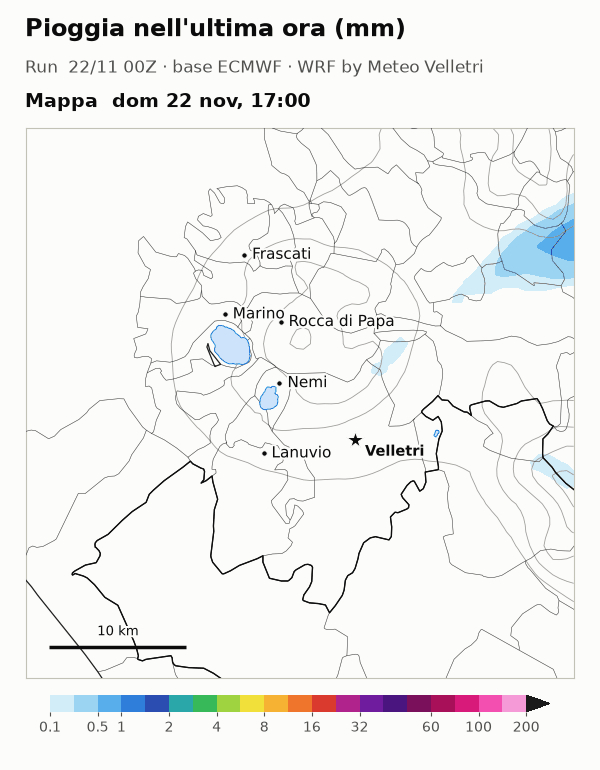 Pioggia nell'ultima ora (mm)
Run  22/11 00Z · base ECMWF · WRF by Meteo Velletri
Mappa  dom 22 nov, 17:00
Frascati
Marino
Rocca di Papa
Nemi
Velletri
Lanuvio
10 km
0.1 0.5 1 2 4 8 16 32 60 100 200